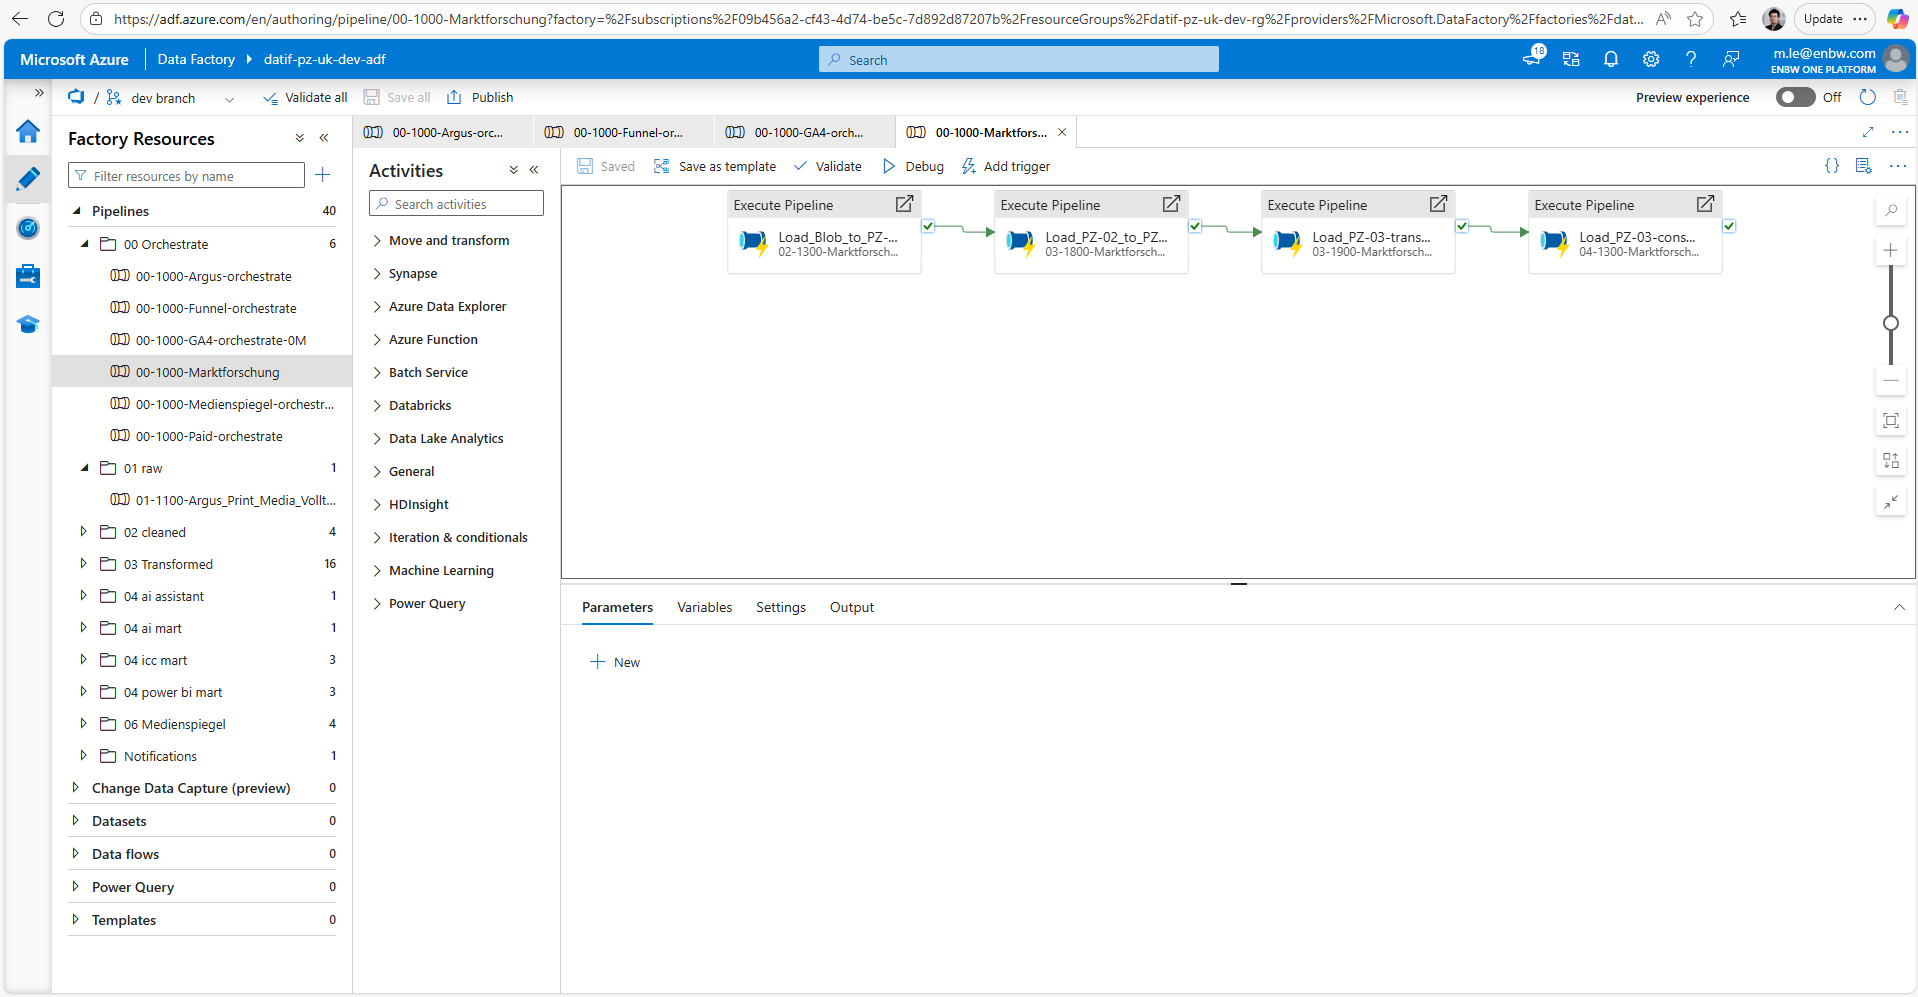 https://adf.azure.com/en/authoring/pipeline/00-1000-Marktforschung?factory=%2Fsubscriptions%2F09b456a2-cf43-4d74-be5c-7d892d87207b%2FresourceGroups%2Fdatif-pz-uk-dev-rg%2Fproviders%2FMicrosoft.DataFactory%2Ffactories%2Fdat...
Update
Microsoft Azure
Data Factory
datif-pz-uk-dev-adf
Search
18
m.le@enbw.com
ENBW ONE PLATFORM
/ dev branch
Validate all
Save all
Publish
Preview experience
Off
Factory Resources
Filter resources by name
Pipelines 40
00 Orchestrate 6
00-1000-Argus-orchestrate
00-1000-Funnel-orchestrate
00-1000-GA4-orchestrate-0M
00-1000-Marktforschung
00-1000-Medienspiegel-orchestr...
00-1000-Paid-orchestrate
01 raw 1
01-1100-Argus_Print_Media_Vollt...
02 cleaned 4
03 Transformed 16
04 ai assistant 1
04 ai mart 1
04 icc mart 3
04 power bi mart 3
06 Medienspiegel 4
Notifications 1
Change Data Capture (preview) 0
Datasets 0
Data flows 0
Power Query 0
Templates 0
00-1000-Argus-orc...
00-1000-Funnel-or...
00-1000-GA4-orch...
00-1000-Marktfors...
Activities
Search activities
Move and transform
Synapse
Azure Data Explorer
Azure Function
Batch Service
Databricks
Data Lake Analytics
General
HDInsight
Iteration & conditionals
Machine Learning
Power Query
Saved
Save as template
Validate
Debug
Add trigger
Execute Pipeline
Load_Blob_to_PZ-...
02-1300-Marktforsch...
Execute Pipeline
Load_PZ-02_to_PZ...
03-1800-Marktforsch...
Execute Pipeline
Load_PZ-03-trans...
03-1900-Marktforsch...
Execute Pipeline
Load_PZ-03-cons...
04-1300-Marktforsch...
Parameters
Variables
Settings
Output
New